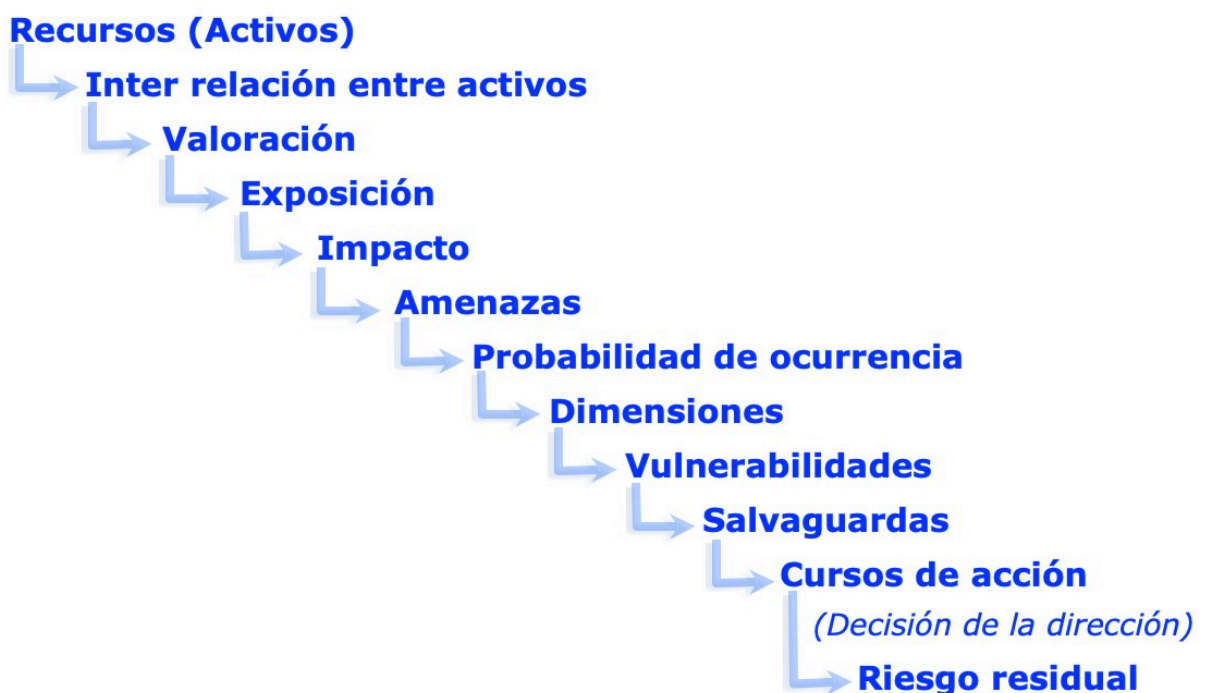 Recursos (Activos)
Inter relación entre activos
Valoración
Exposición
Impacto
Amenazas
Probabilidad de ocurrencia
Dimensiones
Vulnerabilidades
Salvaguardas
Cursos de acción
(Decisión de la dirección)
Riesgo residual